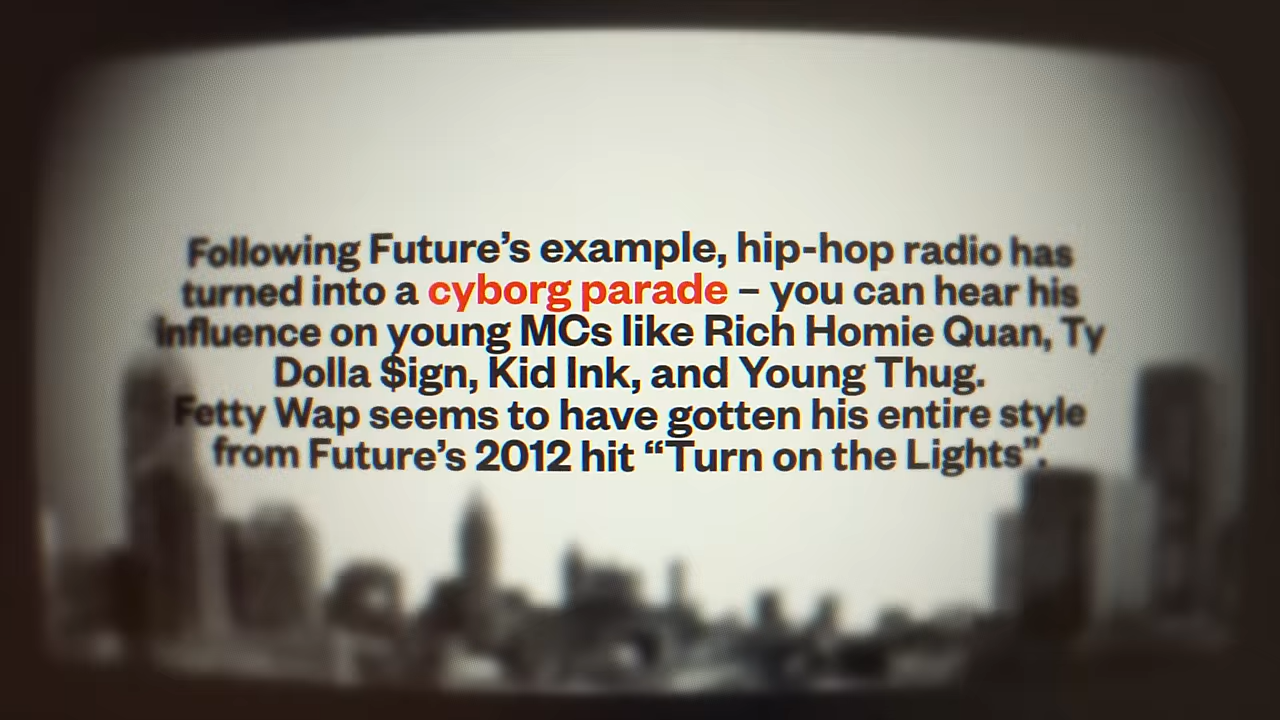 Following Future’s example, hip-hop radio has
turned into a cyborg parade – you can hear his
influence on young MCs like Rich Homie Quan, Ty
Dolla $ign, Kid Ink, and Young Thug.
Fetty Wap seems to have gotten his entire style
from Future’s 2012 hit “Turn on the Lights”.